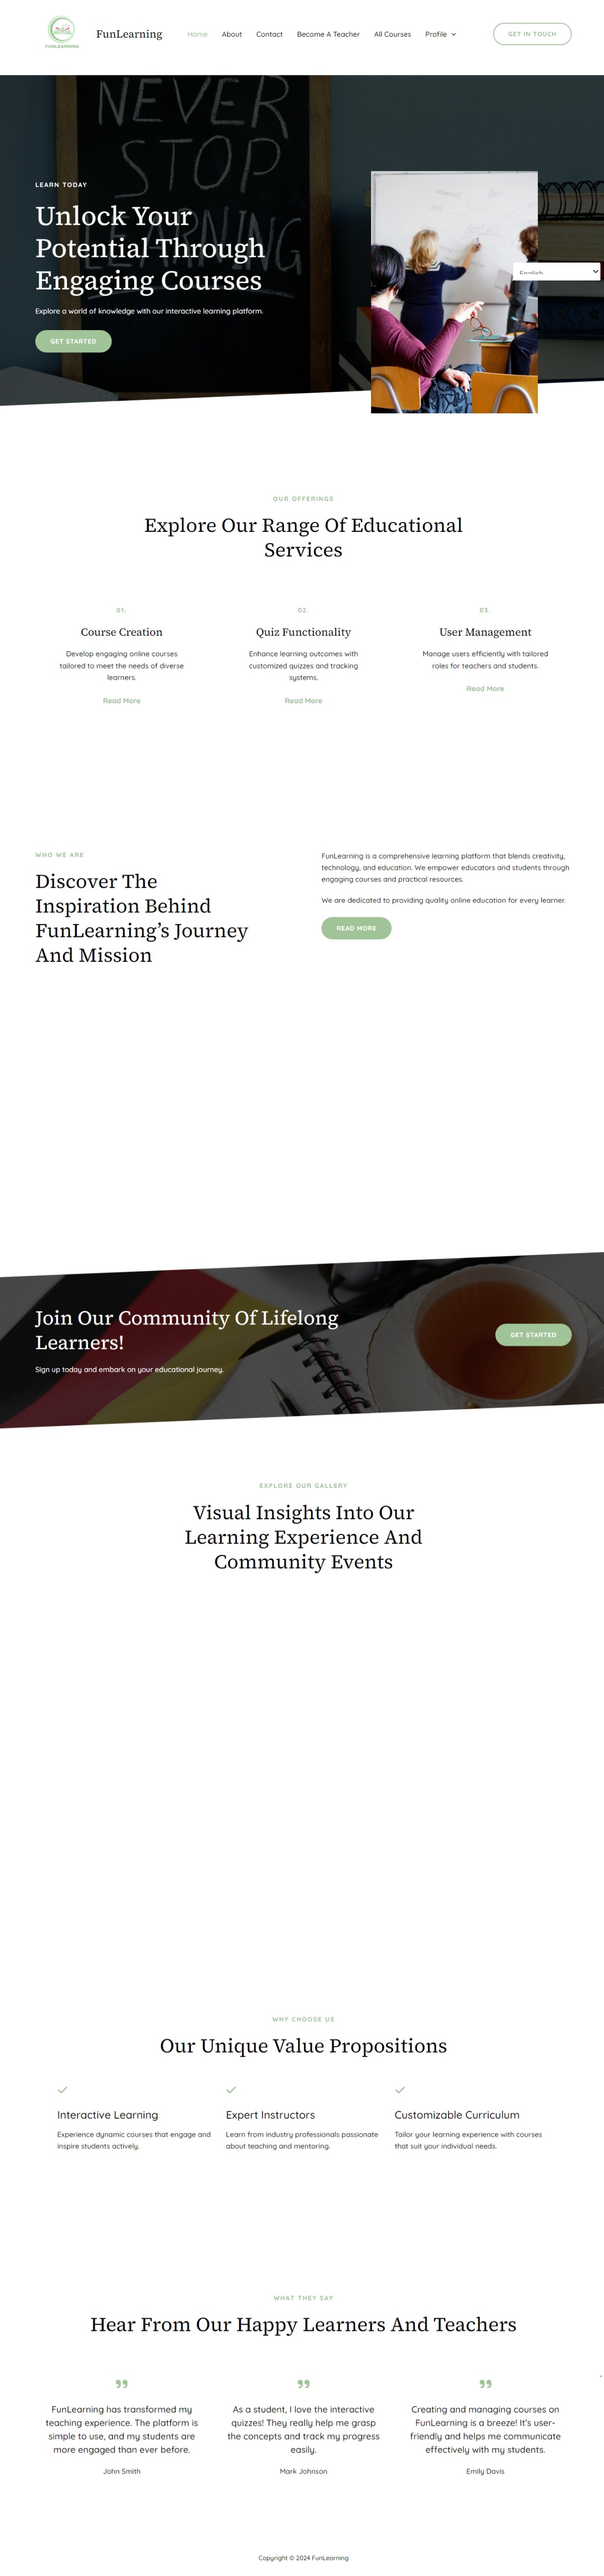 FUNLEARNING
FunLearning
Home
About
Contact
Become A Teacher
All Courses
Profile
GET IN TOUCH
NEVER
STOP
LEARNING
LEARN TODAY
Unlock Your
Potential Through
Engaging Courses
Explore a world of knowledge with our interactive learning platform.
GET STARTED
English
OUR OFFERINGS
Explore Our Range Of Educational
Services
01.
Course Creation
Develop engaging online courses
tailored to meet the needs of diverse
learners.
Read More
02.
Quiz Functionality
Enhance learning outcomes with
customized quizzes and tracking
systems.
Read More
03.
User Management
Manage users efficiently with tailored
roles for teachers and students.
Read More
WHO WE ARE
Discover The
Inspiration Behind
FunLearning’s Journey
And Mission
FunLearning is a comprehensive learning platform that blends creativity,
technology, and education. We empower educators and students through
engaging courses and practical resources.
We are dedicated to providing quality online education for every learner.
READ MORE
Join Our Community Of Lifelong
Learners!
Sign up today and embark on your educational journey.
GET STARTED
EXPLORE OUR GALLERY
Visual Insights Into Our
Learning Experience And
Community Events
WHY CHOOSE US
Our Unique Value Propositions
Interactive Learning
Experience dynamic courses that engage and
inspire students actively.
Expert Instructors
Learn from industry professionals passionate
about teaching and mentoring.
Customizable Curriculum
Tailor your learning experience with courses
that suit your individual needs.
WHAT THEY SAY
Hear From Our Happy Learners And Teachers
FunLearning has transformed my
teaching experience. The platform is
simple to use, and my students are
more engaged than ever before.
John Smith
As a student, I love the interactive
quizzes! They really help me grasp
the concepts and track my progress
easily.
Mark Johnson
Creating and managing courses on
FunLearning is a breeze! It’s user-
friendly and helps me communicate
effectively with my students.
Emily Davis
Copyright © 2024 FunLearning